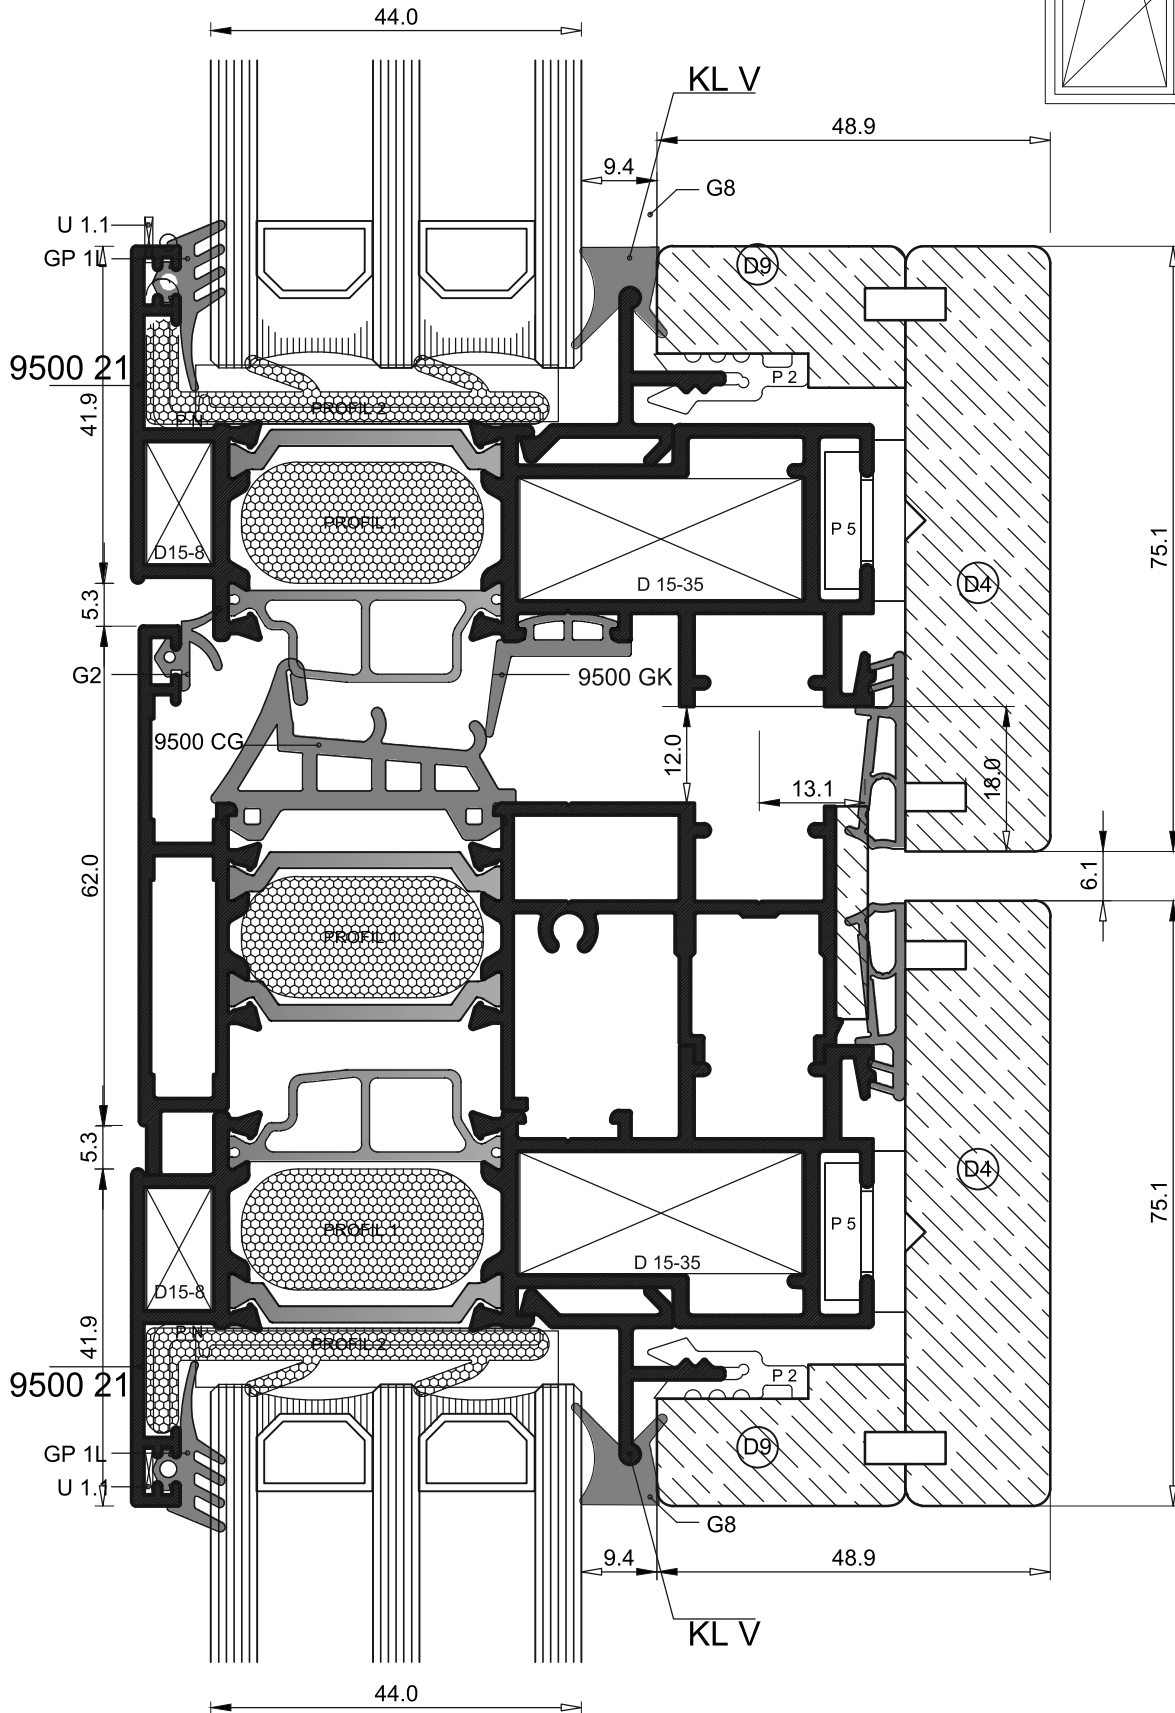 44.0
KL V
48.9
9.4
G8
U 1.1
GP 1L
D9
9500 21
P 2
41.9
PROFIL 2
P N
PROFIL 1
P 5
75.1
D15-8
D 15-35
D4
5.3
G2
9500 GK
9500 CG
12.0
18.0
13.1
62.0
6.1
PROFIL 1
5.3
D4
75.1
PROFIL 1
P 5
D 15-35
D15-8
41.9
P N
PROFIL 2
9500 21
P 2
GP 1L
D9
U 1.1
G8
9.4
48.9
KL V
44.0